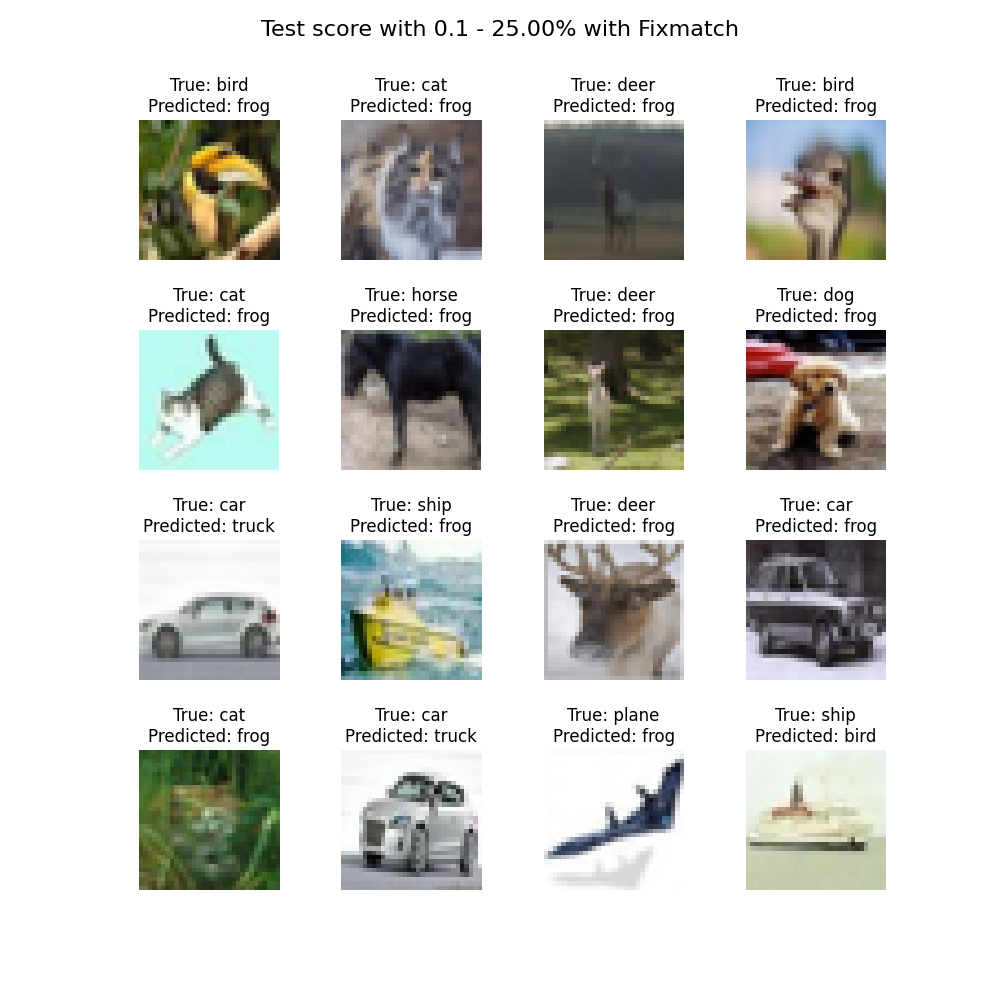 Test score with 0.1 - 25.00% with Fixmatch
True: bird
Predicted: frog
True: cat
Predicted: frog
True: deer
Predicted: frog
True: bird
Predicted: frog
True: cat
Predicted: frog
True: horse
Predicted: frog
True: deer
Predicted: frog
True: dog
Predicted: frog
True: car
Predicted: truck
True: ship
Predicted: frog
True: deer
Predicted: frog
True: car
Predicted: frog
True: cat
Predicted: frog
True: car
Predicted: truck
True: plane
Predicted: frog
True: ship
Predicted: bird